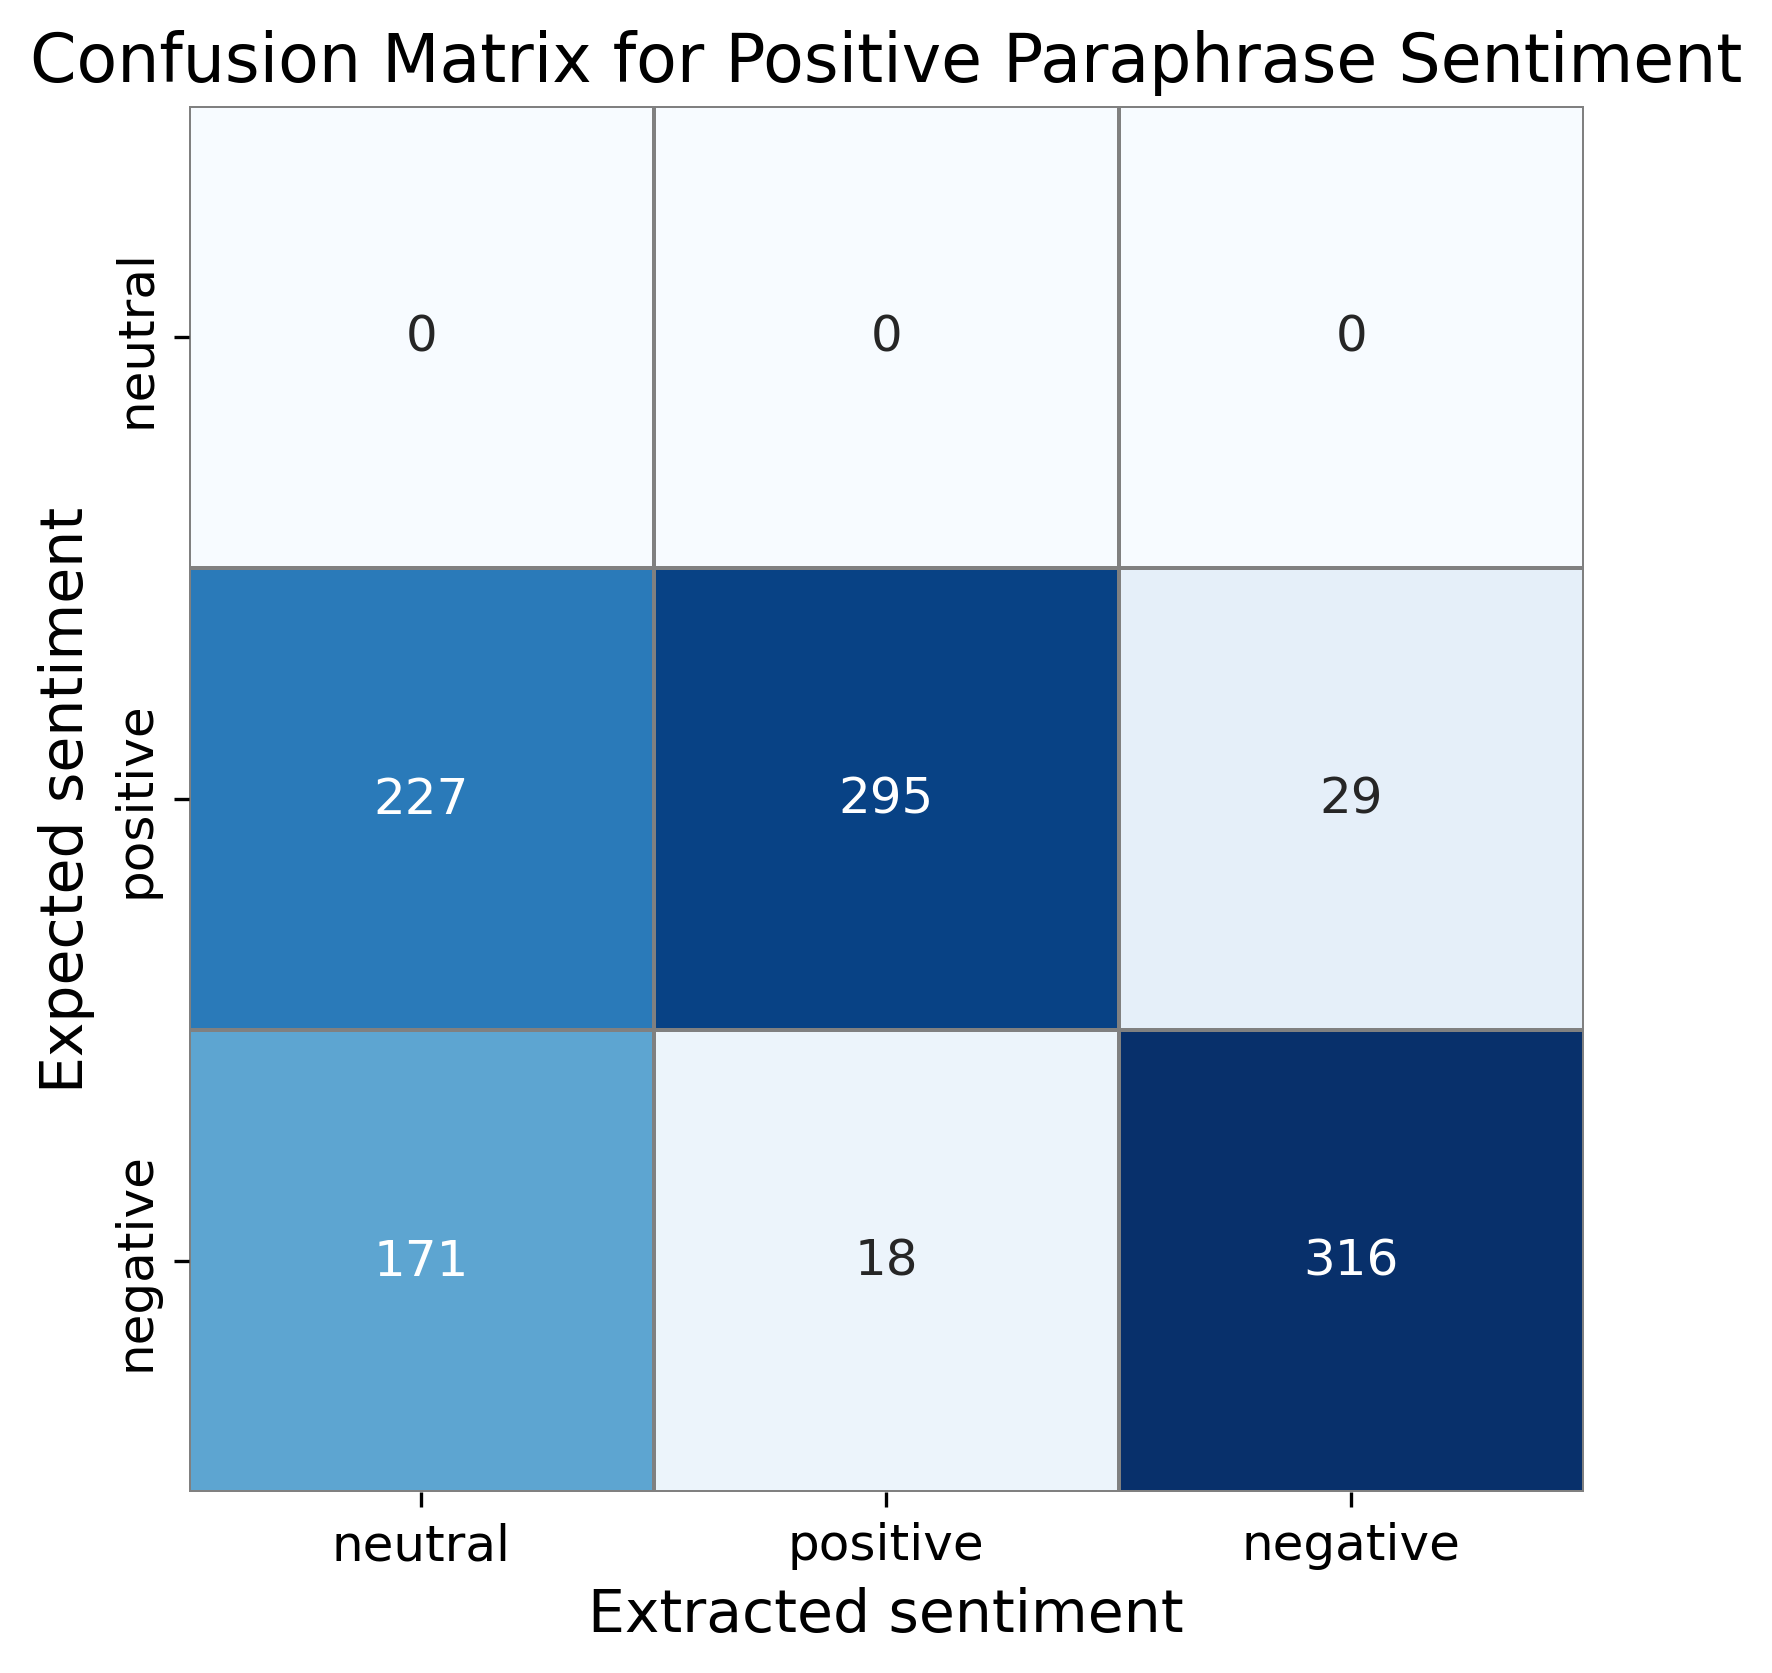 Confusion Matrix for Positive Paraphrase Sentiment
Expected sentiment
neutral
0 0 0
positive
227 295 29
negative
171 18 316
neutral positive negative
Extracted sentiment